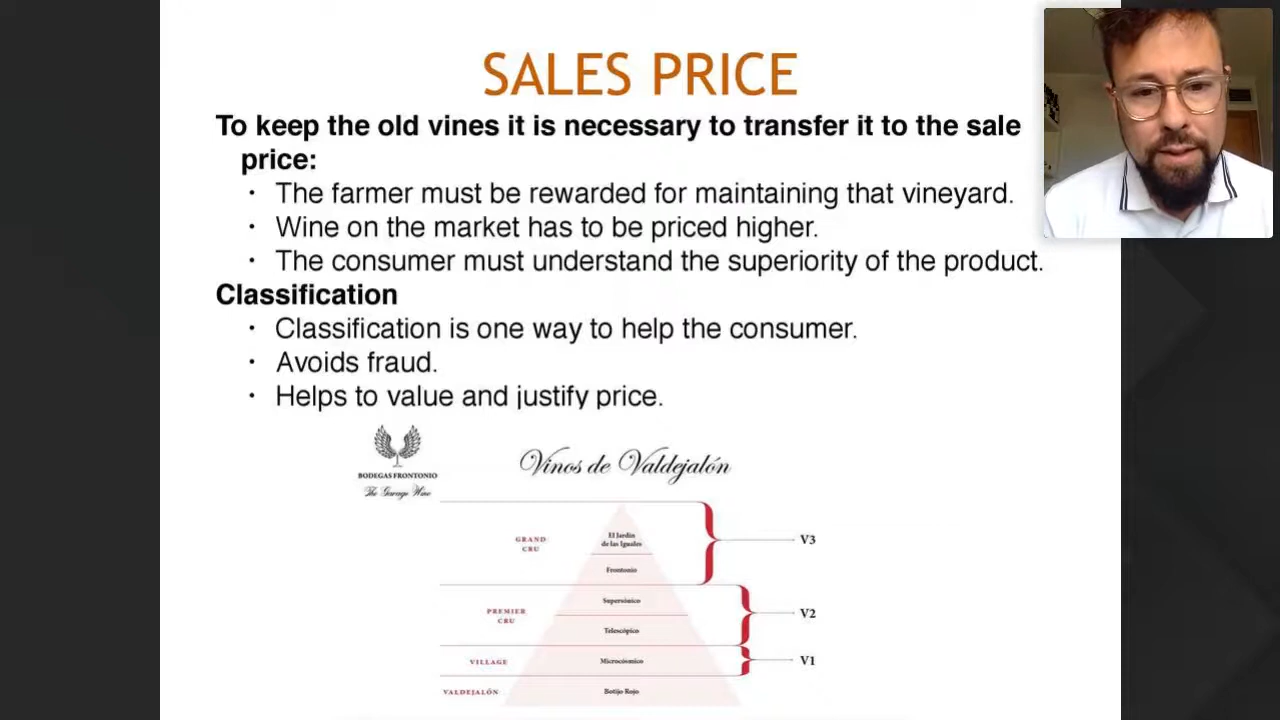 SALES PRICE
To keep the old vines it is necessary to transfer it to the sale
price:
• The farmer must be rewarded for maintaining that vineyard.
• Wine on the market has to be priced higher.
• The consumer must understand the superiority of the product.
Classification
• Classification is one way to help the consumer.
• Avoids fraud.
• Helps to value and justify price.
BODEGAS FRONTONIO
The Garage Wine
Vinos de Valdejalón
GRAND
CRU
El Jardín
de las Iguales
V3
Frontonio
PREMIER
CRU
Supersónico
V2
Telescópico
VILLAGE
Microcósmico
V1
VALDEJALÓN
Botijo Rojo